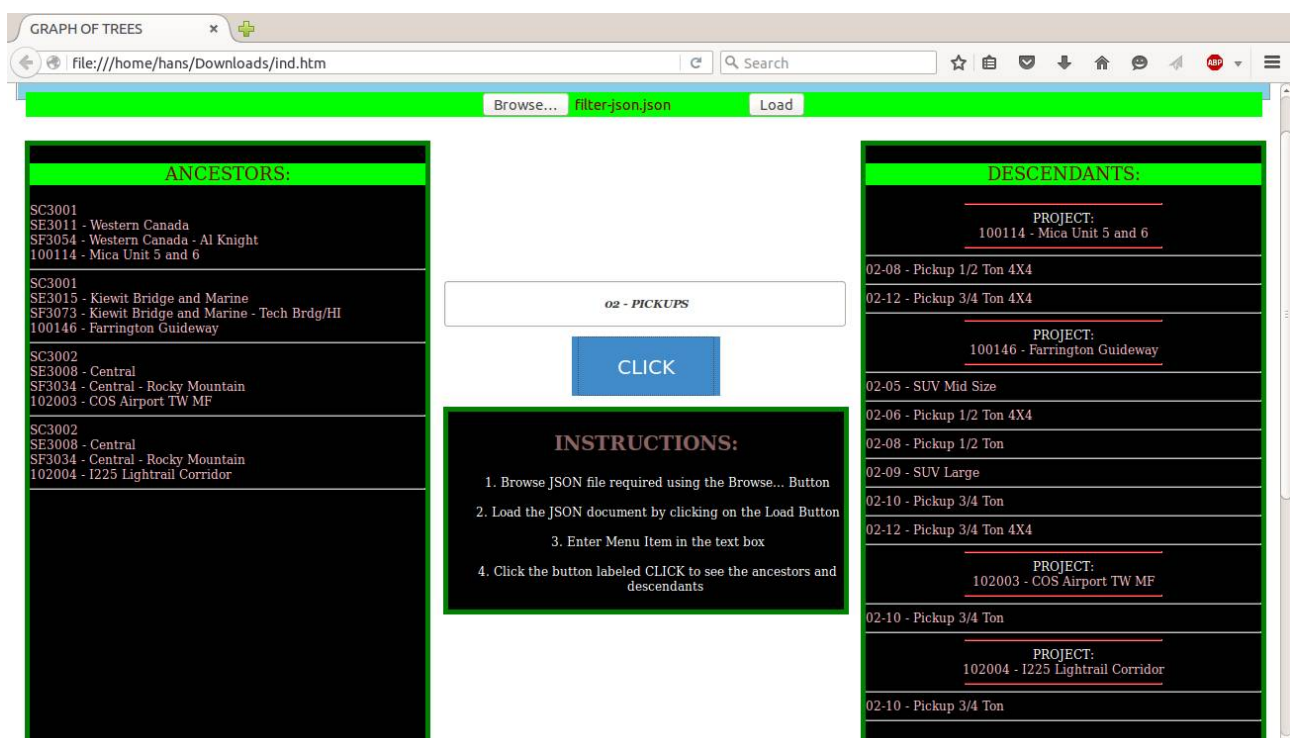 GRAPH OF TREES
file:///home/hans/Downloads/ind.htm
Search
ABP
Browse... filter-json.json Load
ANCESTORS:
SC3001
SE3011 - Western Canada
SF3054 - Western Canada - Al Knight
100114 - Mica Unit 5 and 6
SC3001
SE3015 - Kiewit Bridge and Marine
SF3073 - Kiewit Bridge and Marine - Tech Brdg/HI
100146 - Farrington Guideway
SC3002
SE3008 - Central
SF3034 - Central - Rocky Mountain
102003 - COS Airport TW MF
SC3002
SE3008 - Central
SF3034 - Central - Rocky Mountain
102004 - I225 Lightrail Corridor
02 - PICKUPS
CLICK
INSTRUCTIONS:
1. Browse JSON file required using the Browse... Button
2. Load the JSON document by clicking on the Load Button
3. Enter Menu Item in the text box
4. Click the button labeled CLICK to see the ancestors and
descendants
DESCENDANTS:
PROJECT:
100114 - Mica Unit 5 and 6
02-08 - Pickup 1/2 Ton 4X4
02-12 - Pickup 3/4 Ton 4X4
PROJECT:
100146 - Farrington Guideway
02-05 - SUV Mid Size
02-06 - Pickup 1/2 Ton 4X4
02-08 - Pickup 1/2 Ton
02-09 - SUV Large
02-10 - Pickup 3/4 Ton
02-12 - Pickup 3/4 Ton 4X4
PROJECT:
102003 - COS Airport TW MF
02-10 - Pickup 3/4 Ton
PROJECT:
102004 - I225 Lightrail Corridor
02-10 - Pickup 3/4 Ton